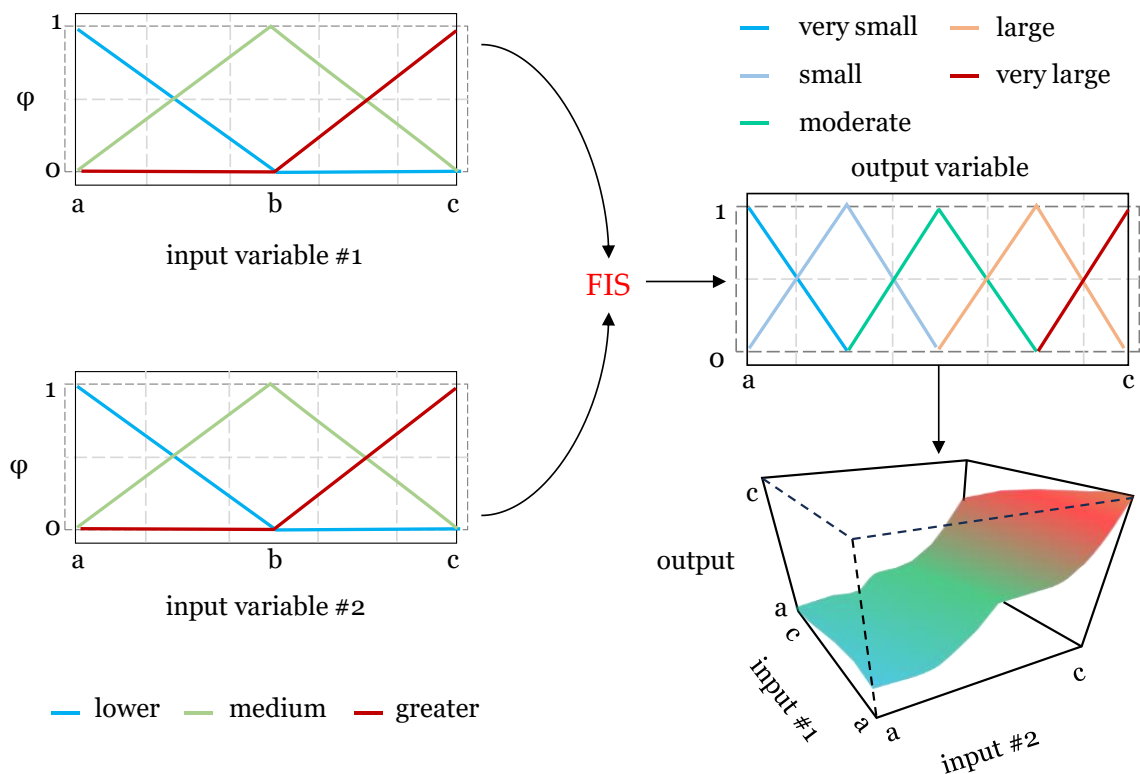 1
φ
0
a b c
input variable #1
1
φ
0
a b c
input variable #2
lower medium greater
FIS
very small large
small very large
moderate
output variable
1
0
a c
c
output
a
c
input #1
a
a
input #2
c